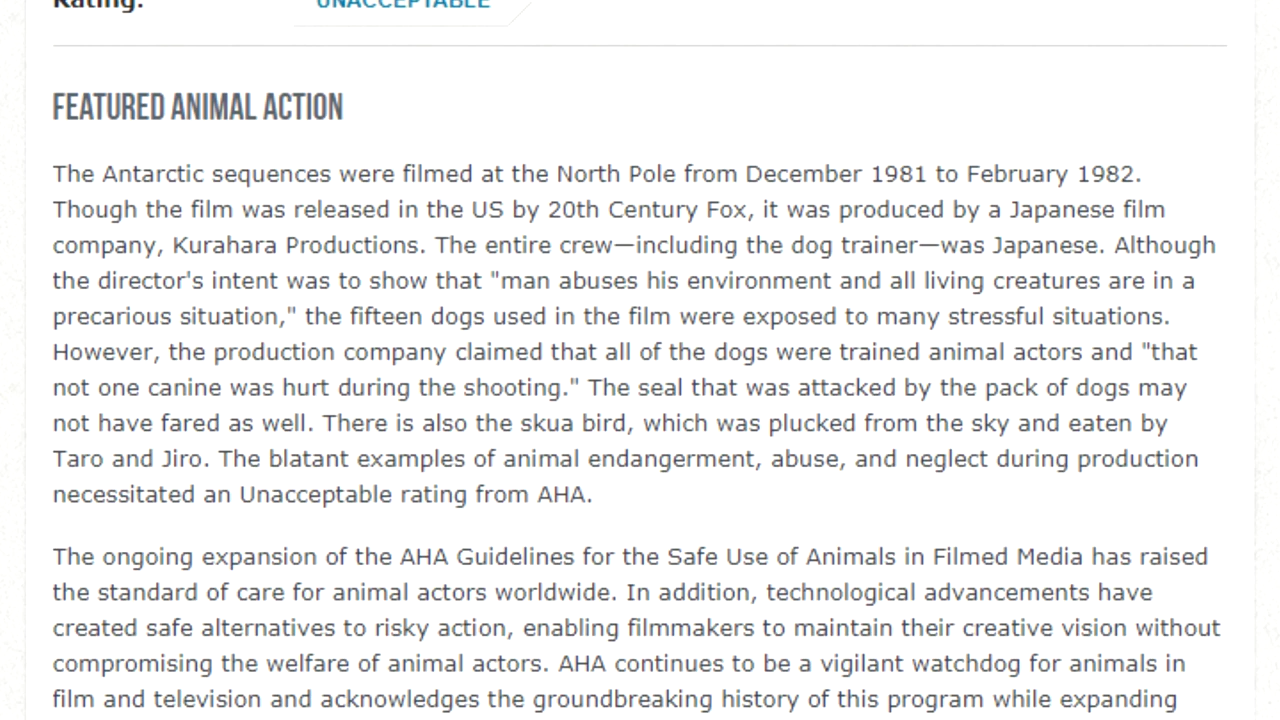 Rating: UNACCEPTABLE
FEATURED ANIMAL ACTION
The Antarctic sequences were filmed at the North Pole from December 1981 to February 1982.
Though the film was released in the US by 20th Century Fox, it was produced by a Japanese film
company, Kurahara Productions. The entire crew—including the dog trainer—was Japanese. Although
the director's intent was to show that "man abuses his environment and all living creatures are in a
precarious situation," the fifteen dogs used in the film were exposed to many stressful situations.
However, the production company claimed that all of the dogs were trained animal actors and "that
not one canine was hurt during the shooting." The seal that was attacked by the pack of dogs may
not have fared as well. There is also the skua bird, which was plucked from the sky and eaten by
Taro and Jiro. The blatant examples of animal endangerment, abuse, and neglect during production
necessitated an Unacceptable rating from AHA.
The ongoing expansion of the AHA Guidelines for the Safe Use of Animals in Filmed Media has raised
the standard of care for animal actors worldwide. In addition, technological advancements have
created safe alternatives to risky action, enabling filmmakers to maintain their creative vision without
compromising the welfare of animal actors. AHA continues to be a vigilant watchdog for animals in
film and television and acknowledges the groundbreaking history of this program while expanding